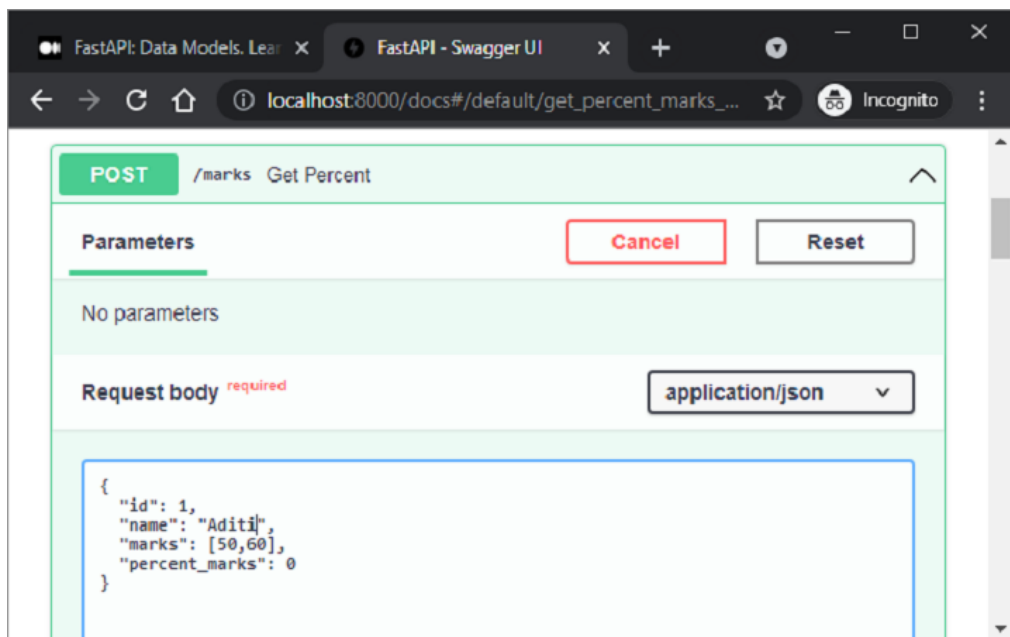 FastAPI: Data Models. Lear
FastAPI - Swagger UI
localhost:8000/docs#/default/get_percent_marks_...
Incognito
POST /marks Get Percent
Parameters
Cancel
Reset
No parameters
Request body required
application/json
{
"id": 1,
"name": "Aditi",
"marks": [50,60],
"percent_marks": 0
}